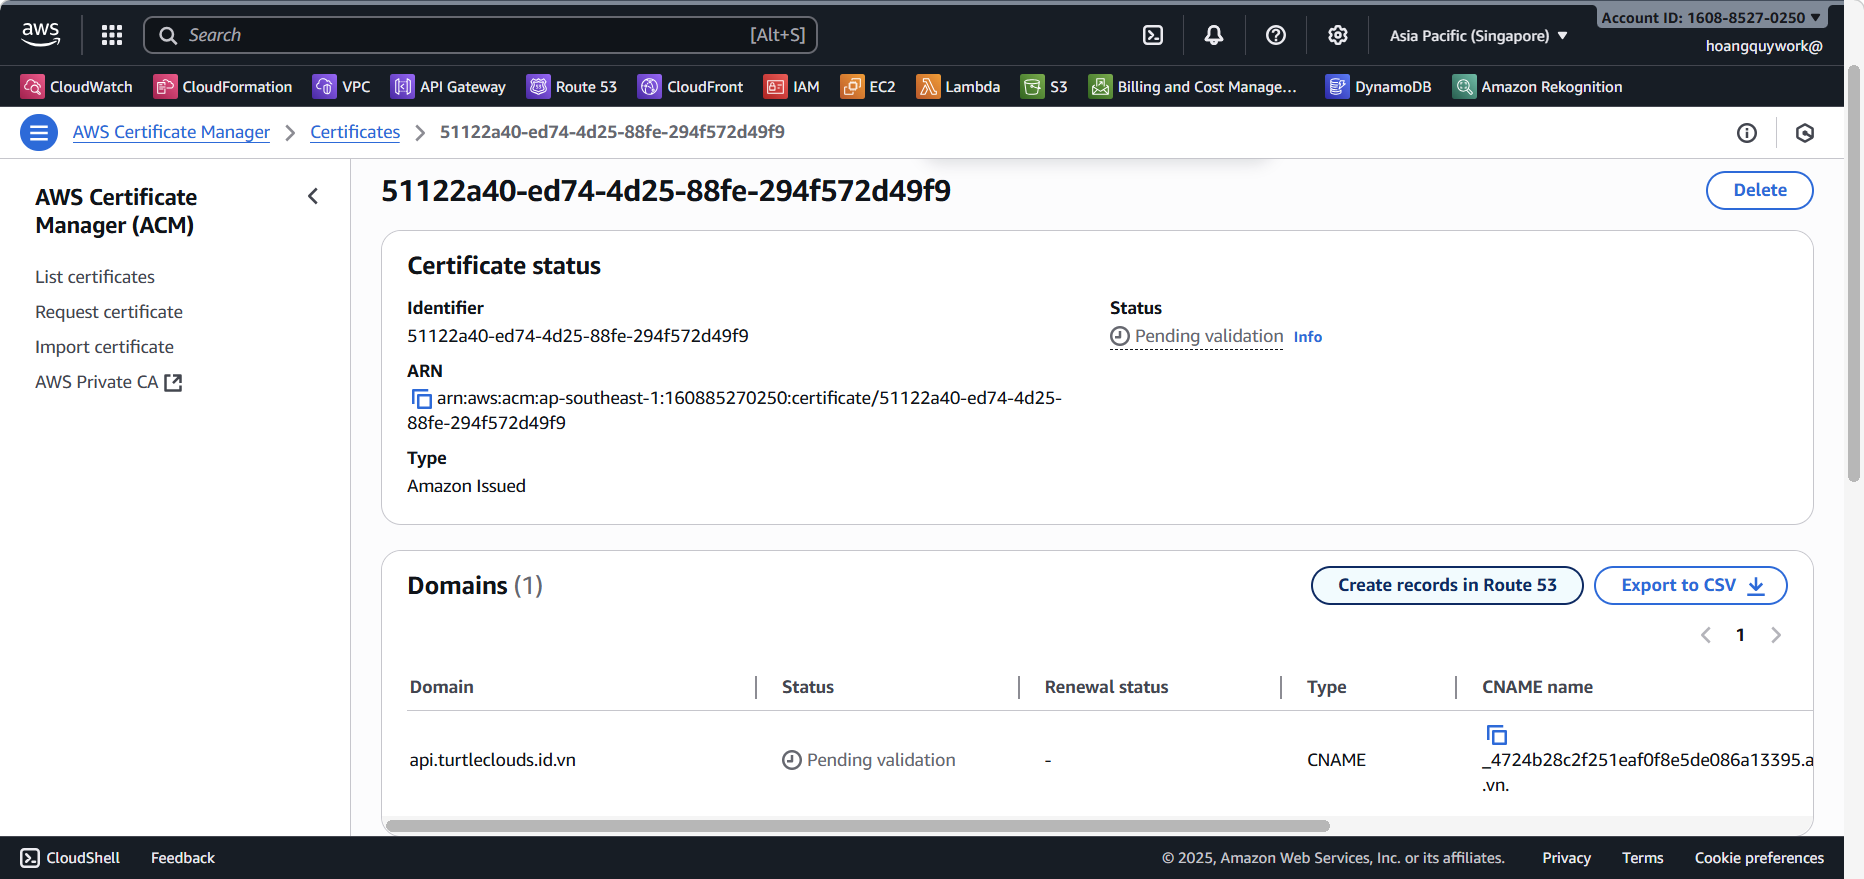 aws
Search
[Alt+S]
Asia Pacific (Singapore)
Account ID: 1608-8527-0250
hoangquywork@
CloudWatch
CloudFormation
VPC
API Gateway
Route 53
CloudFront
IAM
EC2
Lambda
S3
Billing and Cost Manage...
DynamoDB
Amazon Rekognition
AWS Certificate Manager
Certificates
51122a40-ed74-4d25-88fe-294f572d49f9
AWS Certificate
Manager (ACM)
List certificates
Request certificate
Import certificate
AWS Private CA
51122a40-ed74-4d25-88fe-294f572d49f9
Delete
Certificate status
Identifier
51122a40-ed74-4d25-88fe-294f572d49f9
Status
Pending validation Info
ARN
arn:aws:acm:ap-southeast-1:160885270250:certificate/51122a40-ed74-4d25-
88fe-294f572d49f9
Type
Amazon Issued
Domains (1)
Create records in Route 53
Export to CSV
1
Domain
Status
Renewal status
Type
CNAME name
api.turtleclouds.id.vn
Pending validation
-
CNAME
_4724b28c2f251eaf0f8e5de086a13395.a
.vn.
CloudShell
Feedback
© 2025, Amazon Web Services, Inc. or its affiliates.
Privacy
Terms
Cookie preferences